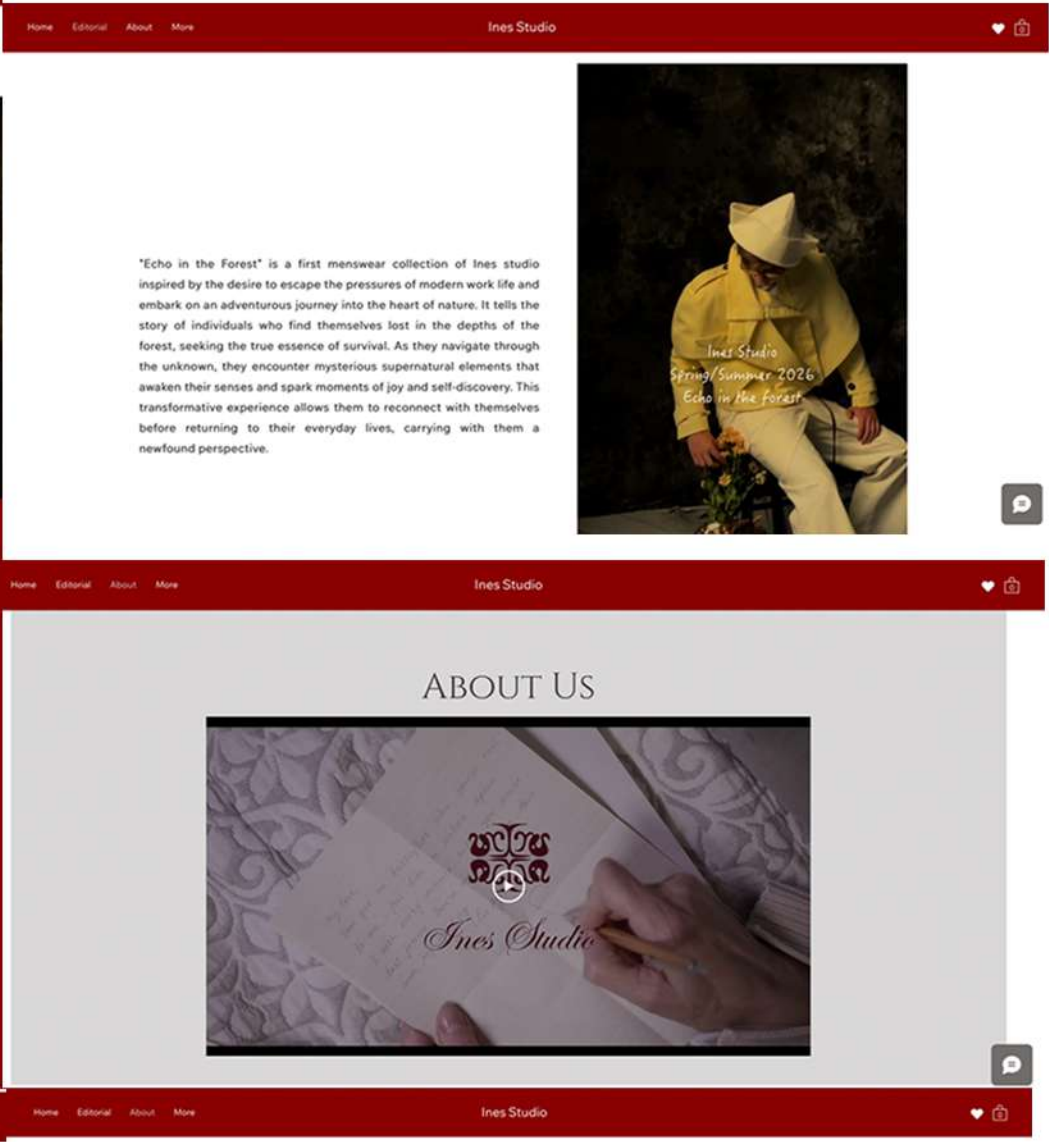 Home Editorial About More Ines Studio 0
"Echo in the Forest" is a first menswear collection of Ines studio
inspired by the desire to escape the pressures of modern work life and
embark on an adventurous journey into the heart of nature. It tells the
story of individuals who find themselves lost in the depths of the
forest, seeking the true essence of survival. As they navigate through
the unknown, they encounter mysterious supernatural elements that
awaken their senses and spark moments of joy and self-discovery. This
transformative experience allows them to reconnect with themselves
before returning to their everyday lives, carrying with them a
newfound perspective.
Ines Studio
Spring/Summer 2026
Echo in the forest
Home Editorial About More Ines Studio 0
About Us
Ines Studio
Home Editorial About More Ines Studio 0